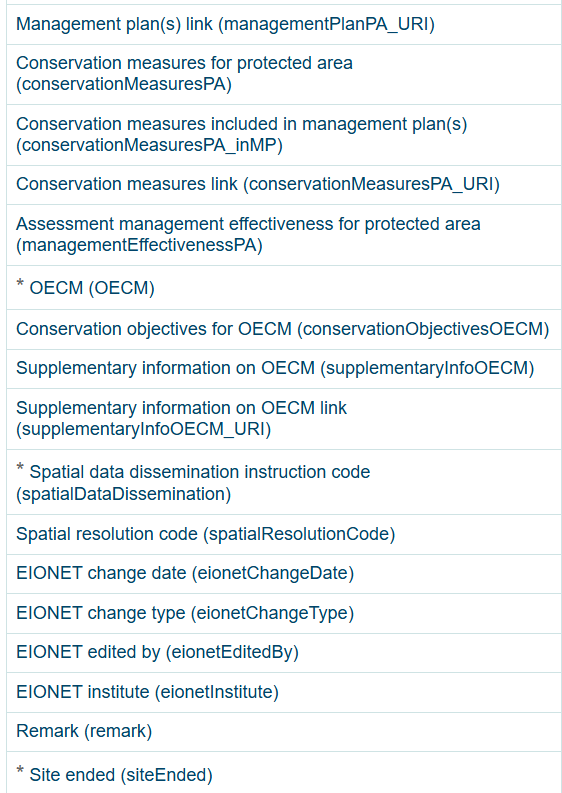 Management plan(s) link (managementPlanPA_URI)
Conservation measures for protected area
(conservationMeasuresPA)
Conservation measures included in management plan(s)
(conservationMeasuresPA_inMP)
Conservation measures link (conservationMeasuresPA_URI)
Assessment management effectiveness for protected area
(managementEffectivenessPA)
* OECM (OECM)
Conservation objectives for OECM (conservationObjectivesOECM)
Supplementary information on OECM (supplementaryInfoOECM)
Supplementary information on OECM link
(supplementaryInfoOECM_URI)
* Spatial data dissemination instruction code
(spatialDataDissemination)
Spatial resolution code (spatialResolutionCode)
EIONET change date (eionetChangeDate)
EIONET change type (eionetChangeType)
EIONET edited by (eionetEditedBy)
EIONET institute (eionetInstitute)
Remark (remark)
* Site ended (siteEnded)